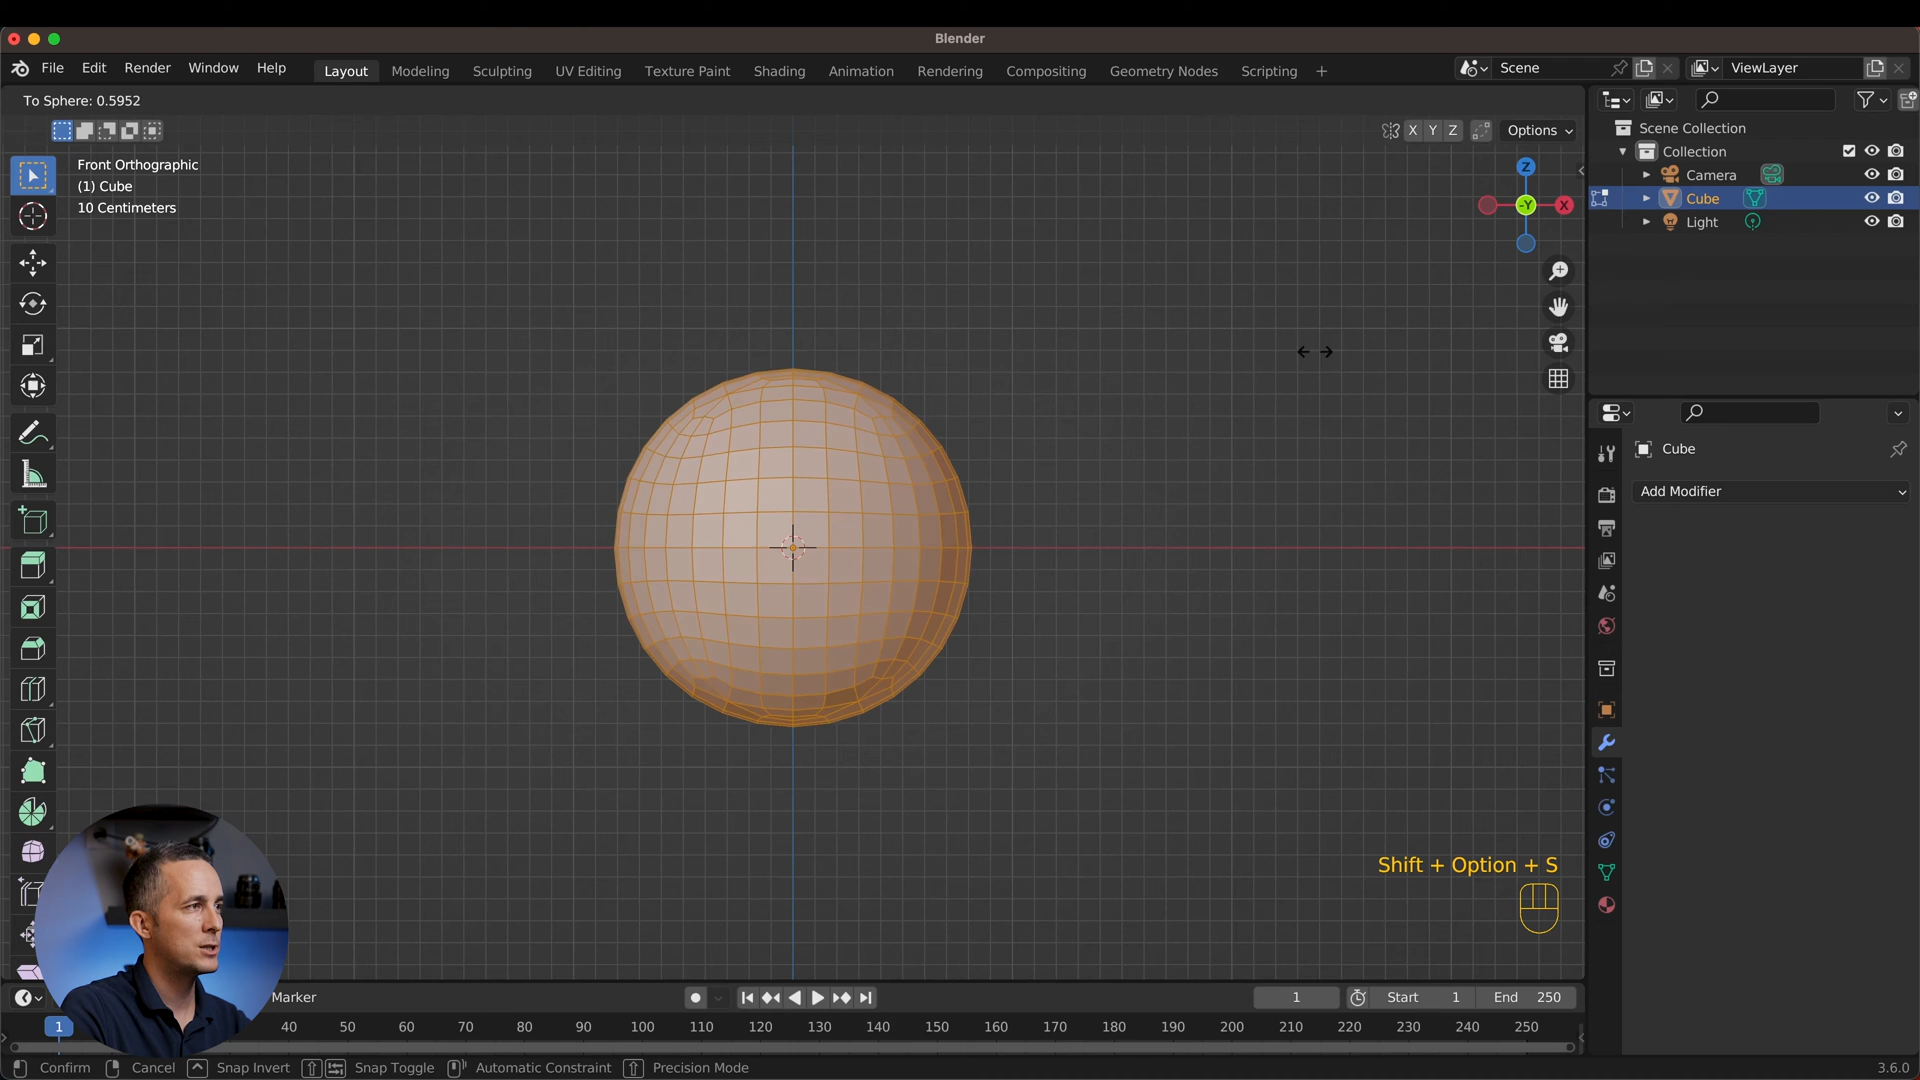 Blender
File Edit Render Window Help Layout Modeling Sculpting UV Editing Texture Paint Shading Animation Rendering Compositing Geometry Nodes Scripting + Scene ViewLayer
To Sphere: 0.5952
X Y Z Options
Front Orthographic
(1) Cube
10 Centimeters
Z
-Y X
Scene Collection
Collection
Camera
Cube
Light
Cube
Add Modifier
Shift + Option + S
Marker 1 Start 1 End 250
1 40 50 60 70 80 90 100 110 120 130 140 150 160 170 180 190 200 210 220 230 240 250
Confirm Cancel Snap Invert Snap Toggle Automatic Constraint Precision Mode 3.6.0